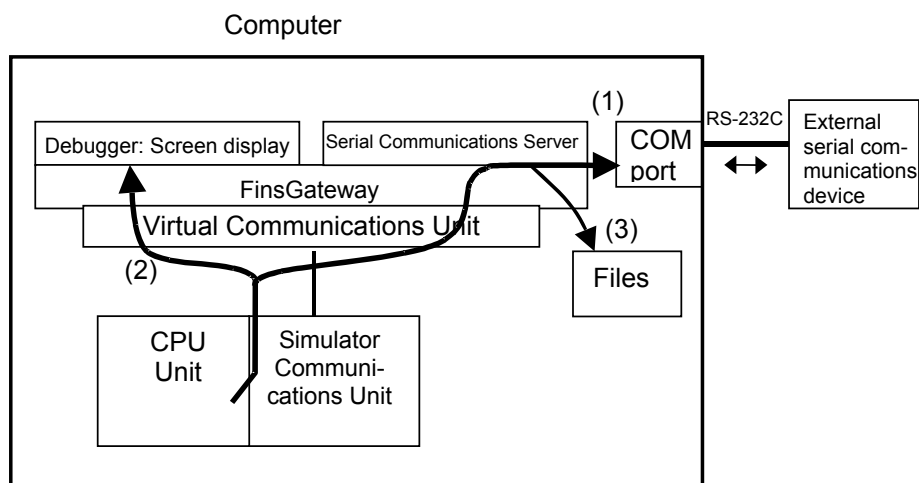 Computer
(1)
RS-232C
Debugger: Screen display
Serial Communications Server
COM
port
External
serial com-
munications
device
FinsGateway
Virtual Communications Unit
(2)
(3)
Files
CPU
Unit
Simulator
Communi-
cations Unit